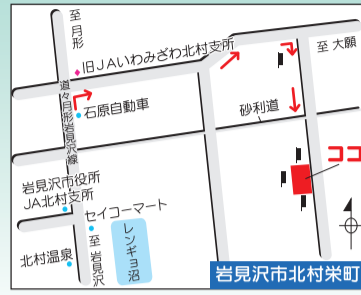 至 月形
旧JAいわみざわ北村支所
至 大願
道々月形岩見沢線
石原自動車
砂利道
ココ
岩見沢市役所
JA北村支所
セイコーマート
北村温泉
至 岩見沢
レンギョ沼
岩見沢市北村栄町